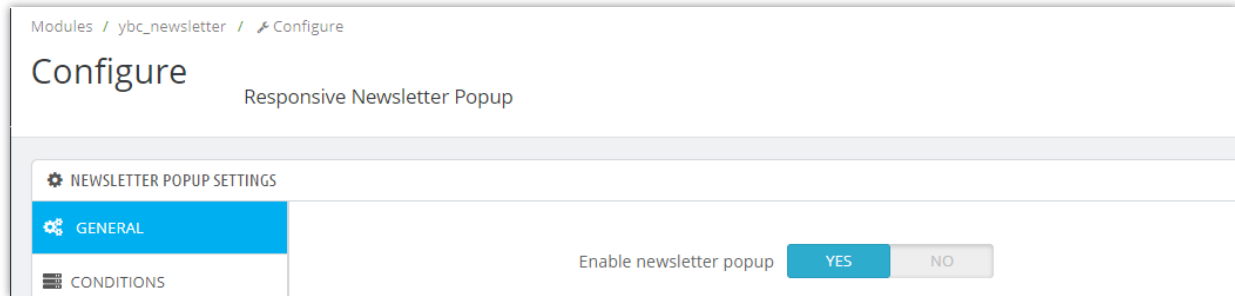 Modules / ybc_newsletter / Configure
Configure
Responsive Newsletter Popup
NEWSLETTER POPUP SETTINGS
GENERAL
Enable newsletter popup YES NO
CONDITIONS